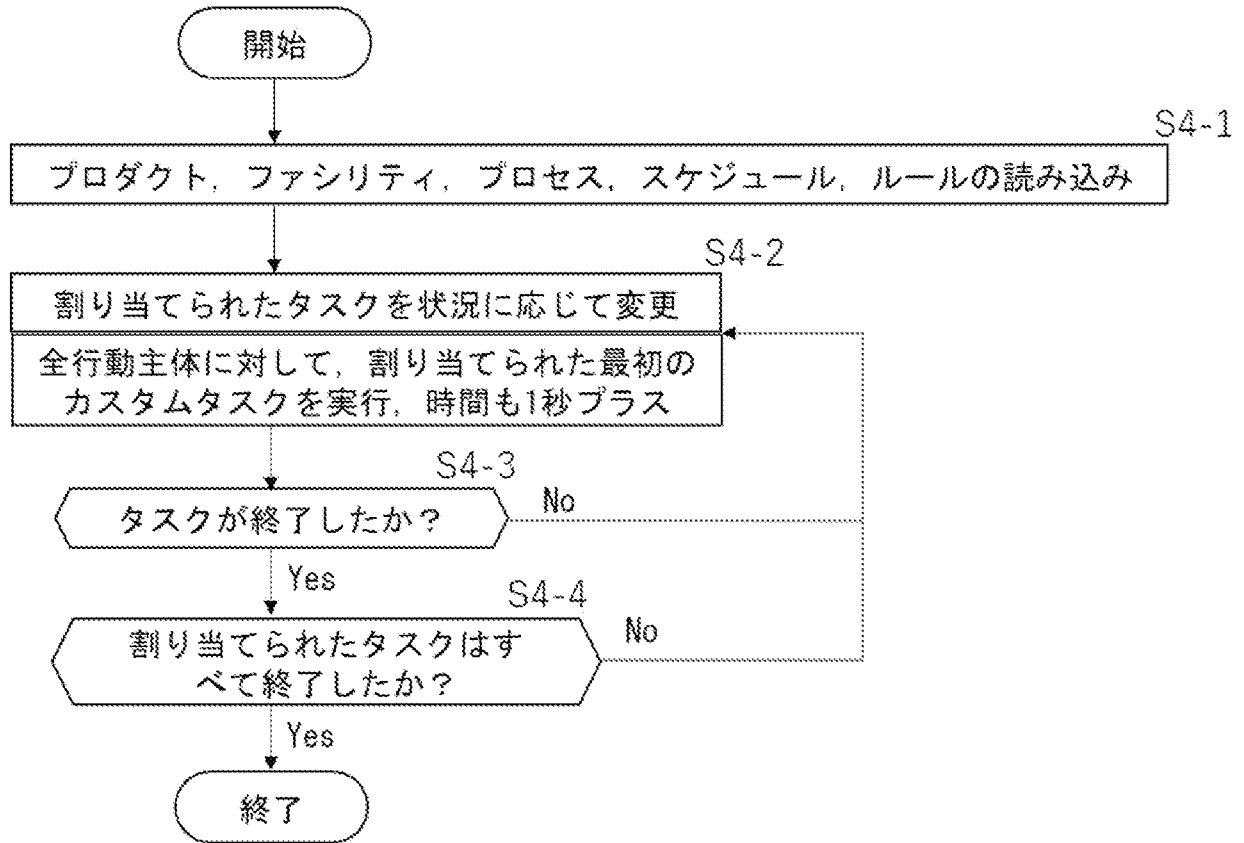 開始
S4-1
プロダクト，ファシリティ，プロセス，スケジュール，ルールの読み込み
S4-2
割り当てられたタスクを状況に応じて変更
全行動主体に対して，割り当てられた最初の
カスタムタスクを実行，時間も1秒プラス
S4-3
タスクが終了したか？
No
Yes
S4-4
割り当てられたタスクはす
べて終了したか？
No
Yes
終了